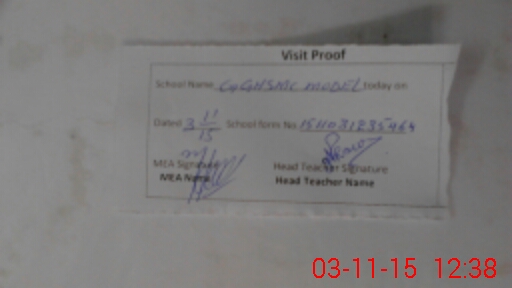 Visit Proof
School Name GGHSMC MODEL today on
Dated 3 11/15 School form No 1511031235464
MEA Signature Head Teacher Signature
MEA Name Head Teacher Name
03-11-15 12:38